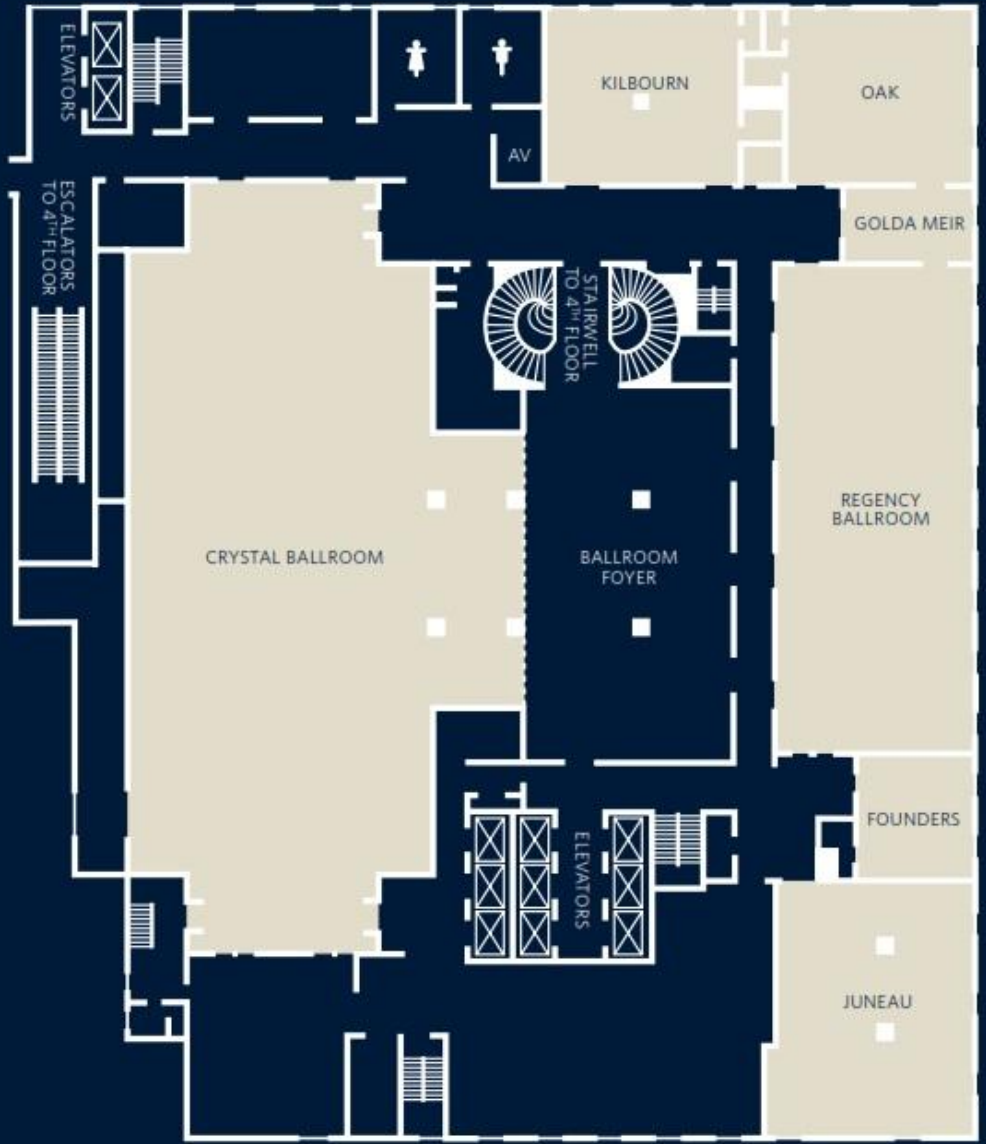 ELEVATORS
KILBOURN
OAK
AV
ESCALATORS
TO 4TH FLOOR
GOLDA MEIR
STAIRWELL
TO 4TH FLOOR
REGENCY
BALLROOM
CRYSTAL BALLROOM
BALLROOM
FOYER
FOUNDERS
ELEVATORS
JUNEAU